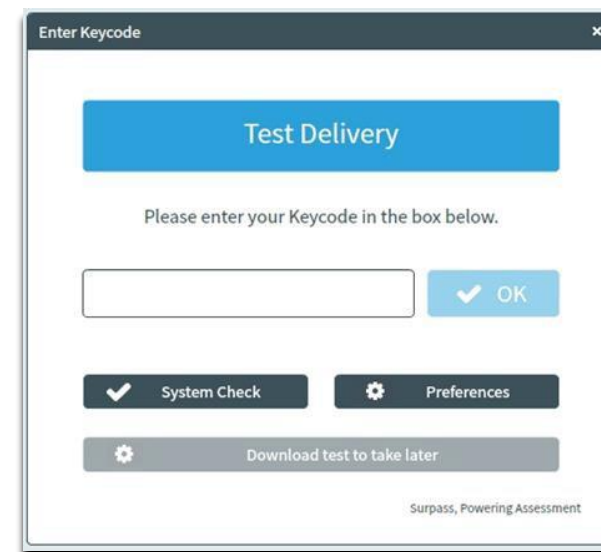 Enter Keycode ×
Test Delivery
Please enter your Keycode in the box below.
OK
System Check Preferences
Download test to take later
Surpass, Powering Assessment